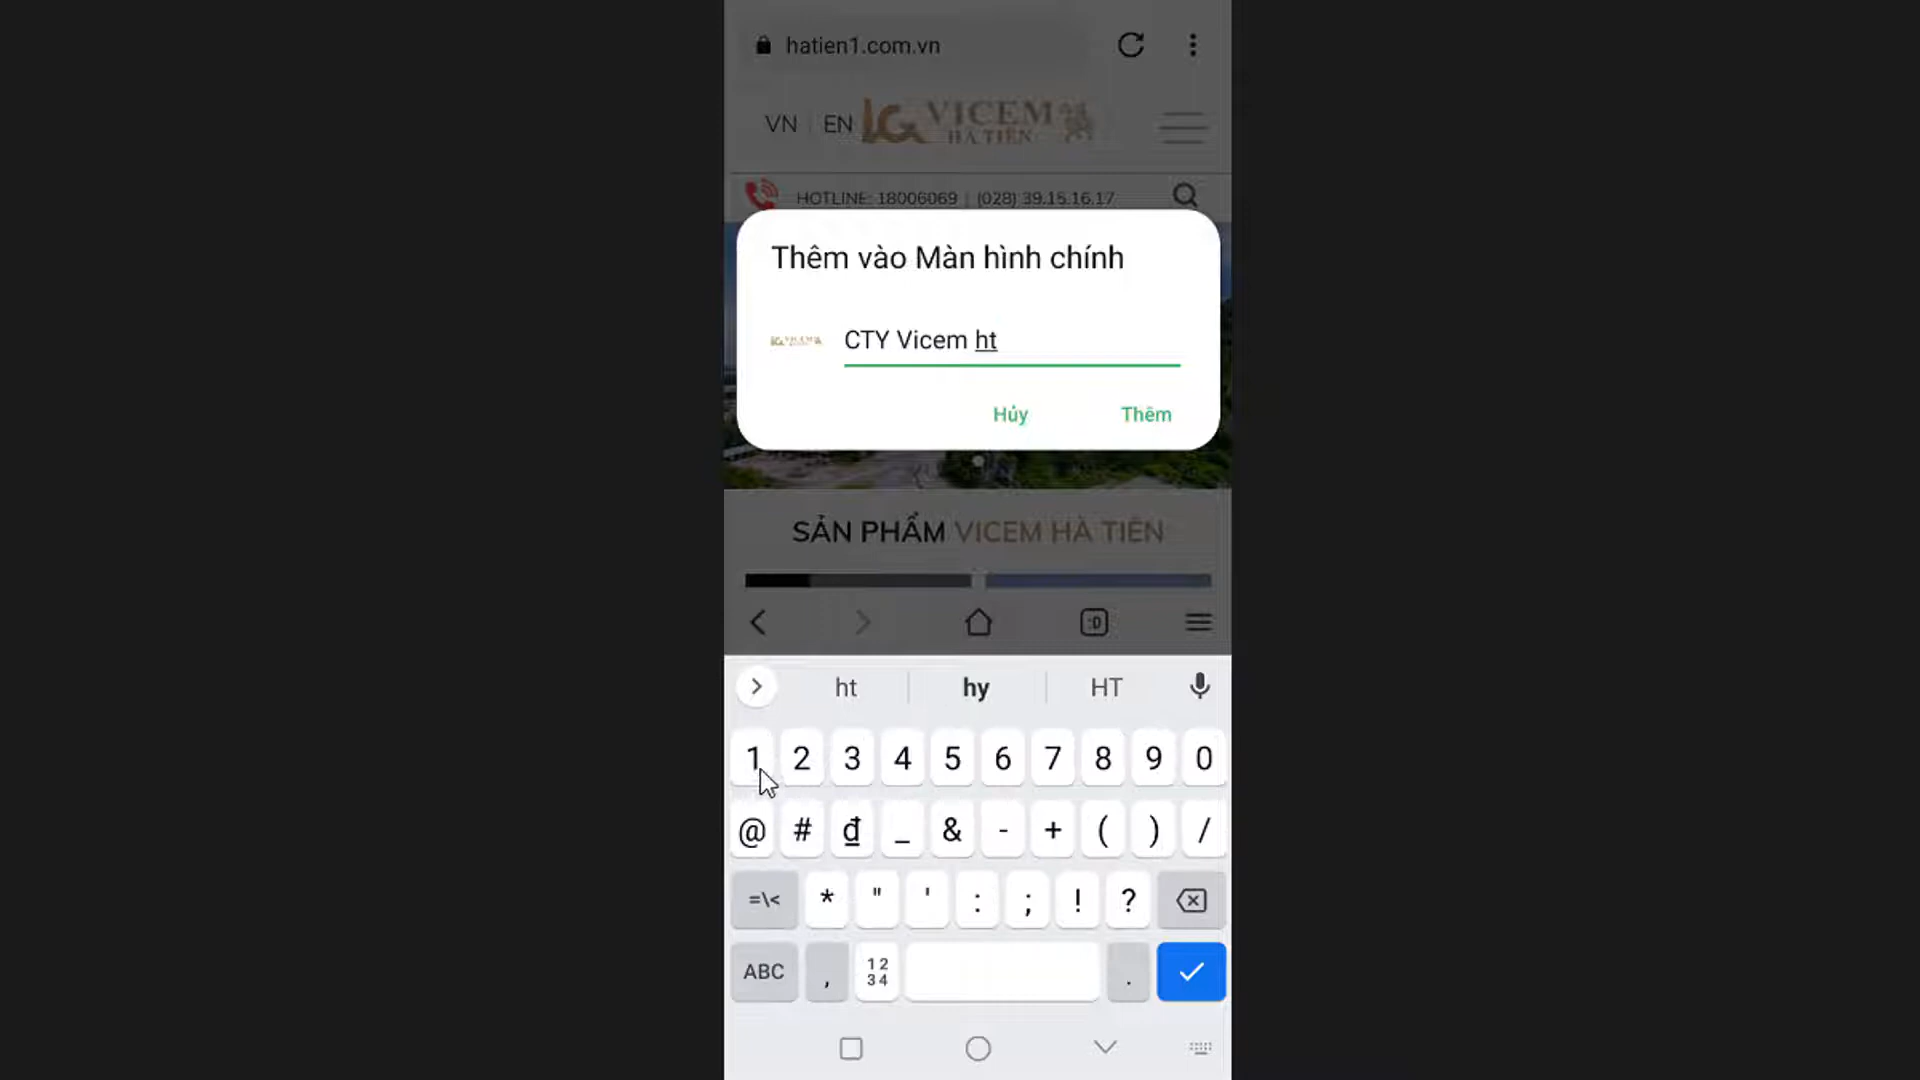 hatien1.com.vn
VN | EN VICEM
HÀ TIÊN
HOTLINE: 18006069 | (028) 39.15.16.17
Thêm vào Màn hình chính
CTY Vicem ht
Hủy Thêm
SẢN PHẨM VICEM HÀ TIÊN
:D
ht hy HT
1 2 3 4 5 6 7 8 9 0
@ # đ _ & - + ( ) /
=\< * " ' : ; ! ?
ABC , 12 34 .